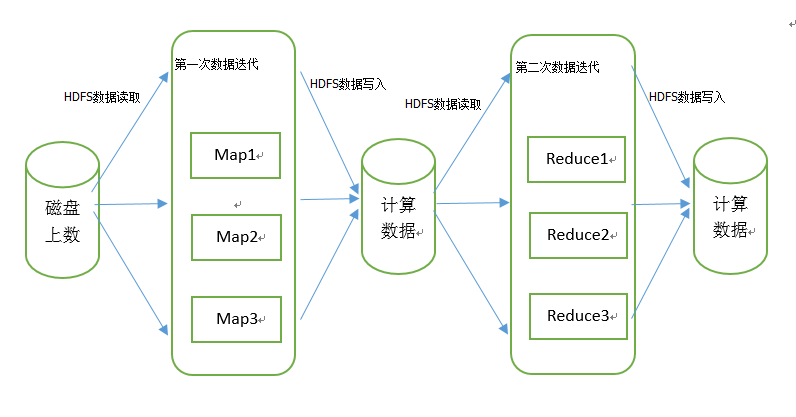 第一次数据迭代
HDFS数据读取
Map1
Map2
Map3
磁盘
上数
HDFS数据写入
计算
数据
HDFS数据读取
第二次数据迭代
Reduce1
Reduce2
Reduce3
HDFS数据写入
计算
数据